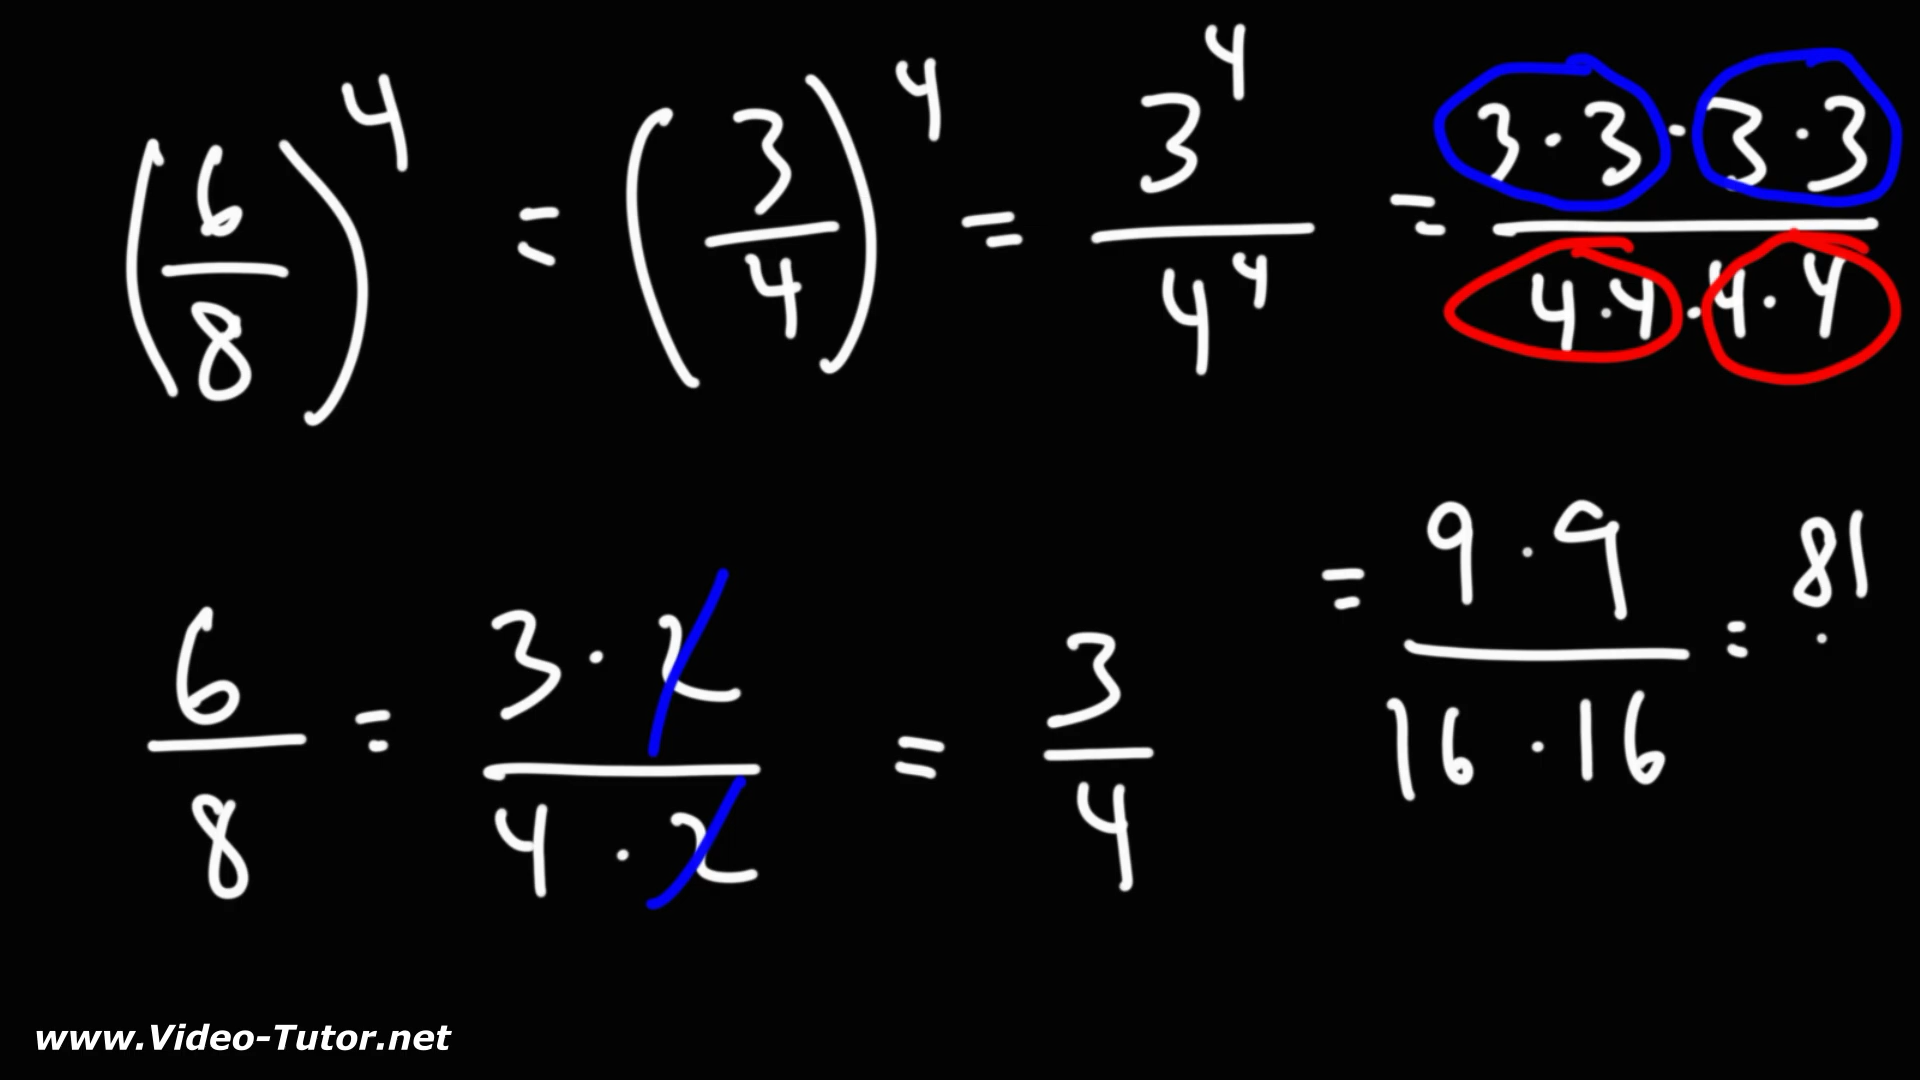 (6/8)^4 = (3/4)^4 = 3^4/4^4 = 3·3·3·3/4·4·4·4
= 9·9/16·16 = 81
6/8 = 3·2/4·2 = 3/4
www.Video-Tutor.net